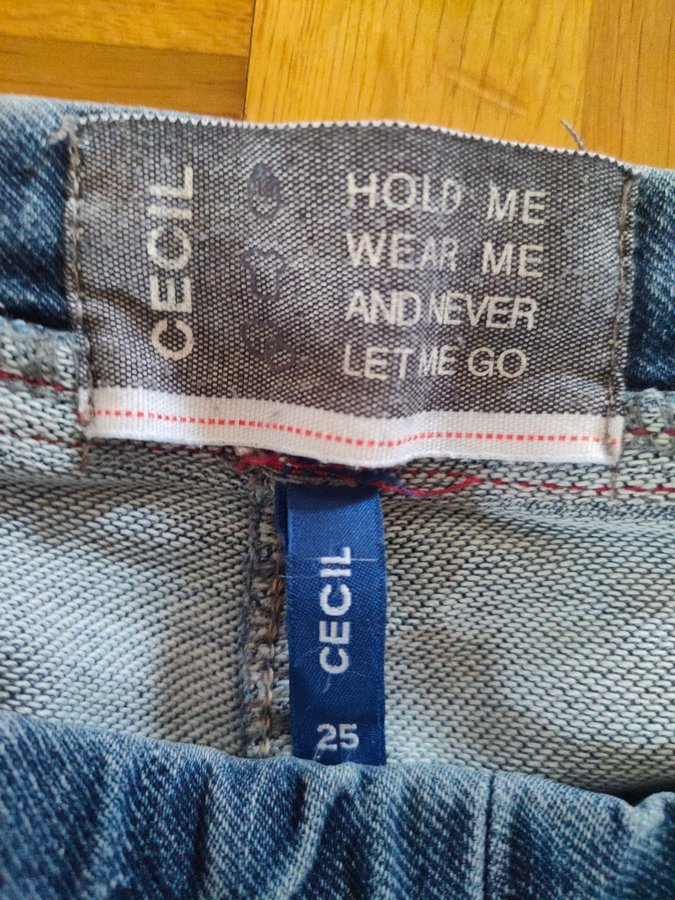 CECIL
HOLD ME
WEAR ME
AND NEVER
LET ME GO
CECIL
25